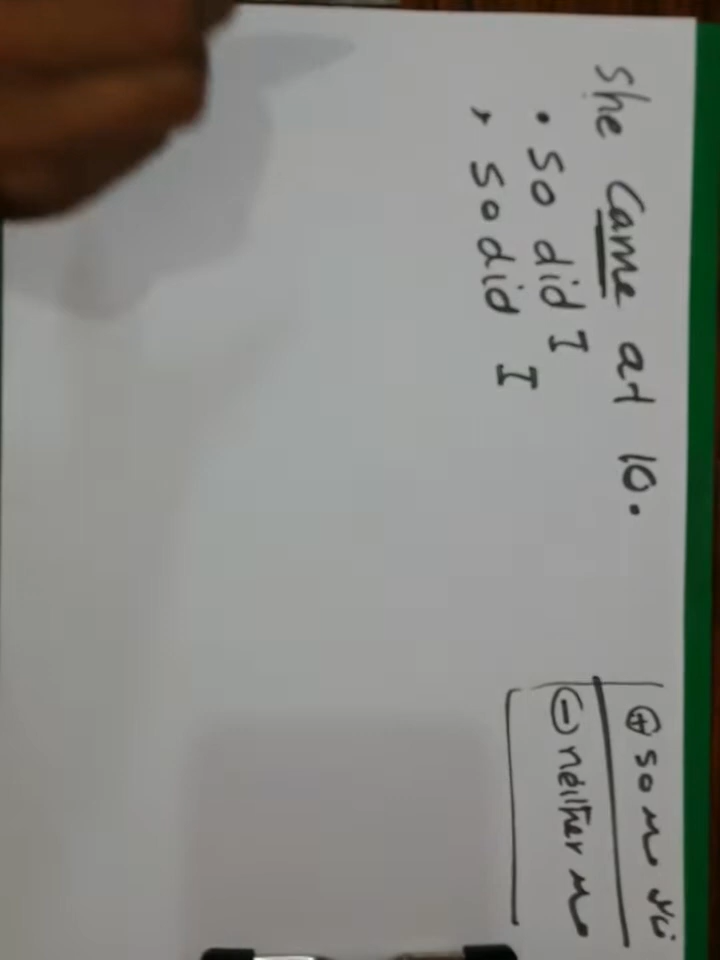 she came at 10.
• so did I
• so did I
⊕ so
⊖ neither